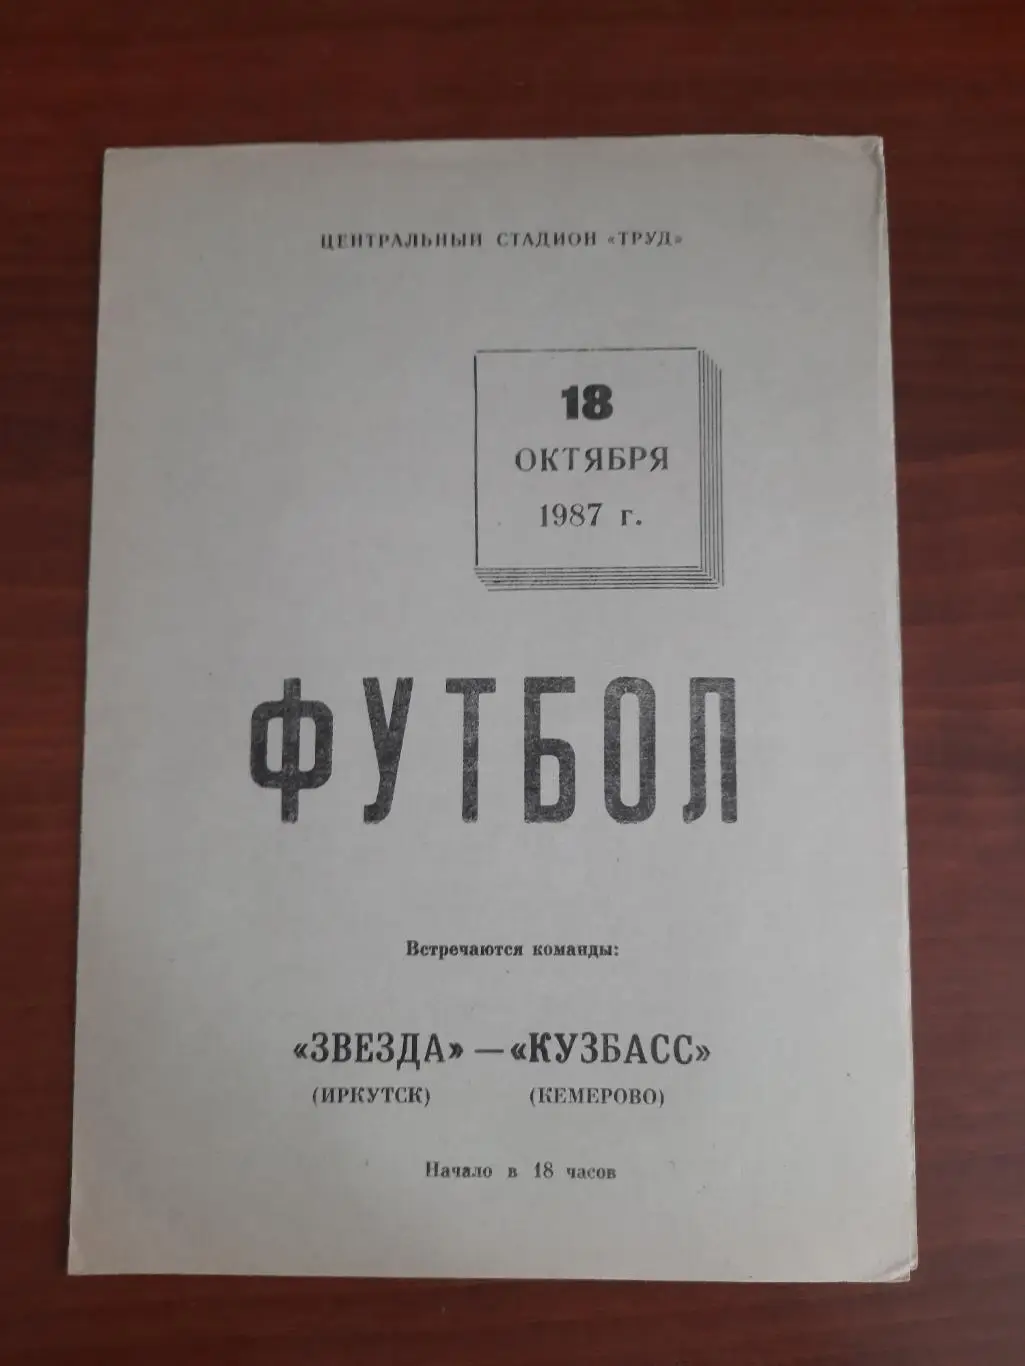 ЦЕНТРАЛЬНЫЙ СТАДИОН «ТРУД»
18
ОКТЯБРЯ
1987 г.
ФУТБОЛ
Встречаются команды:
«ЗВЕЗДА» — «КУЗБАСС»
(ИРКУТСК) (КЕМЕРОВО)
Начало в 18 часов